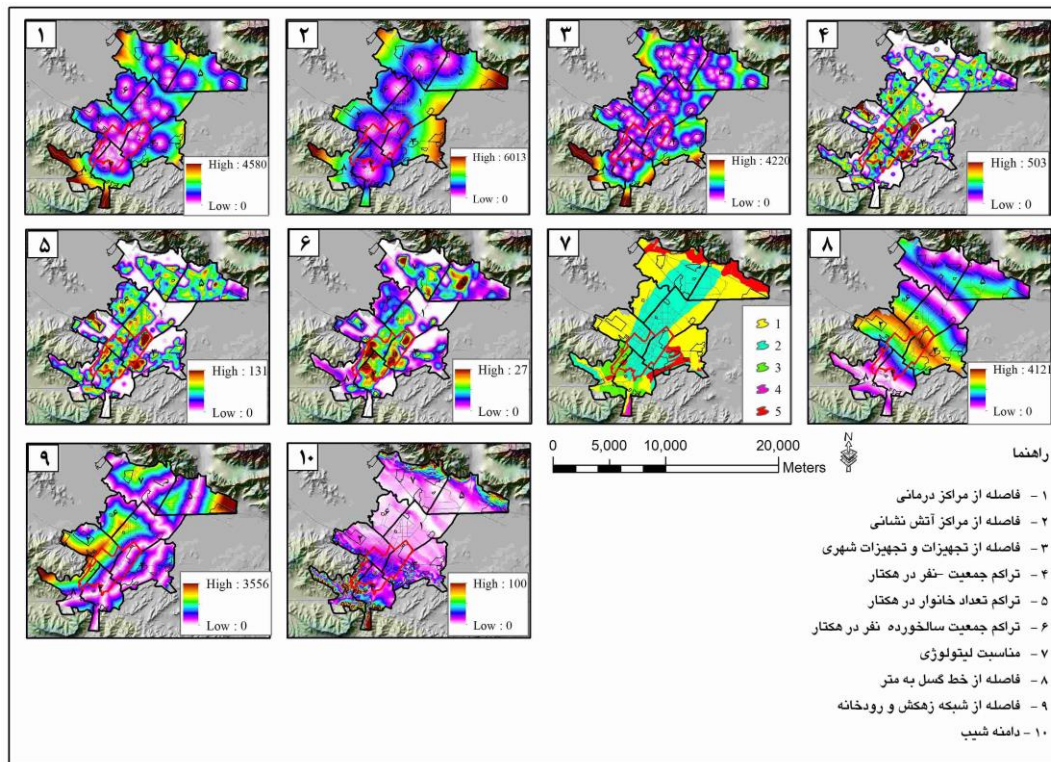 ۱
High : 4580
Low : 0
۲
High : 6013
Low : 0
۳
High : 4220
Low : 0
۴
High : 503
Low : 0
۵
High : 131
Low : 0
۶
High : 27
Low : 0
۷
1
2
3
4
5
۸
High : 4121
Low : 0
۹
High : 3556
Low : 0
۱۰
High : 100
Low : 0
0 5,000 10,000 20,000
Meters
N
راهنما
۱ - فاصله از مراکز درمانی
۲ - فاصله از مراکز آتش نشانی
۳ - فاصله از تجهیزات و تجهیزات شهری
۴ - تراکم جمعیت -نفر در هکتار
۵ - تراکم تعداد خانوار در هکتار
۶ - تراکم جمعیت سالخورده نفر در هکتار
۷ - مناسبت لیتولوژی
۸ - فاصله از خط گسل به متر
۹ - فاصله از شبکه زهکش و رودخانه
۱۰ - دامنه شیب